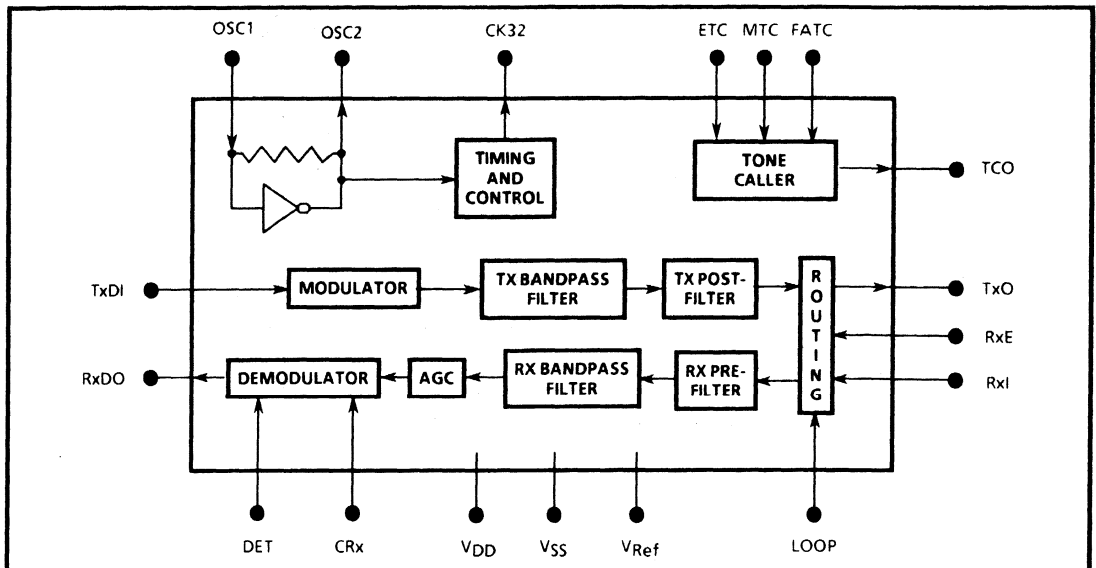 OSC1 OSC2 CK32 ETC MTC FATC
TIMING
AND
CONTROL
TONE
CALLER
TCO
TxDI
MODULATOR
TX BANDPASS
FILTER
TX POST-
FILTER
ROUTING
TxO
RxE
RxDO
DEMODULATOR
AGC
RX BANDPASS
FILTER
RX PRE-
FILTER
RxI
DET CRx VDD VSS VRef LOOP